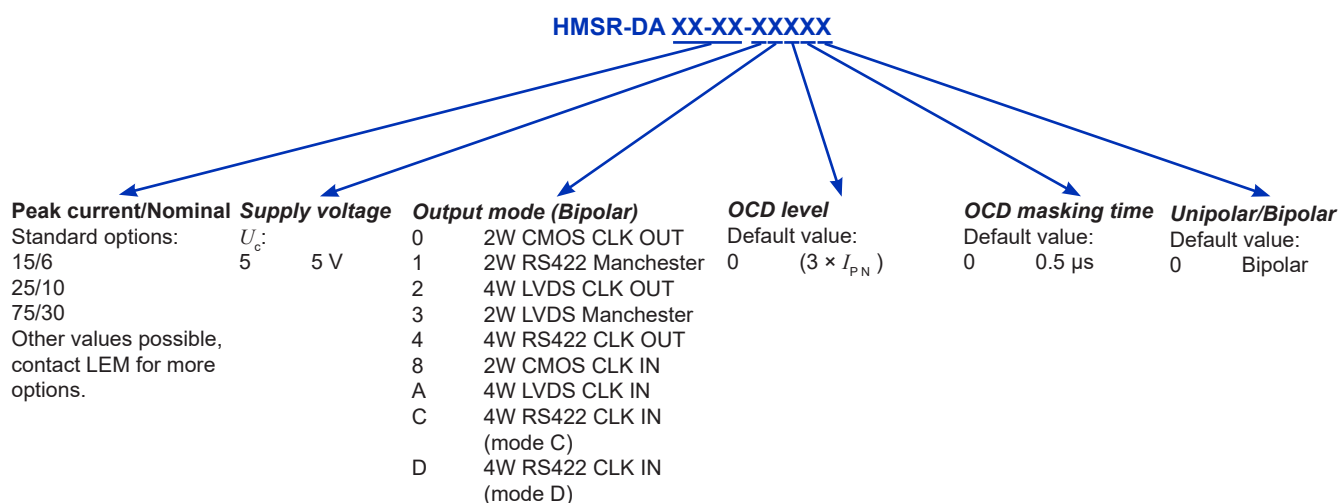 HMSR-DA XX-XX-XXXXX
Peak current/Nominal
Standard options:
15/6
25/10
75/30
Other values possible,
contact LEM for more
options.
Supply voltage
U_c:
5 5 V
Output mode (Bipolar)
0 2W CMOS CLK OUT
1 2W RS422 Manchester
2 4W LVDS CLK OUT
3 2W LVDS Manchester
4 4W RS422 CLK OUT
8 2W CMOS CLK IN
A 4W LVDS CLK IN
C 4W RS422 CLK IN
(mode C)
D 4W RS422 CLK IN
(mode D)
OCD level
Default value:
0 (3 × I_PN )
OCD masking time
Default value:
0 0.5 µs
Unipolar/Bipolar
Default value:
0 Bipolar